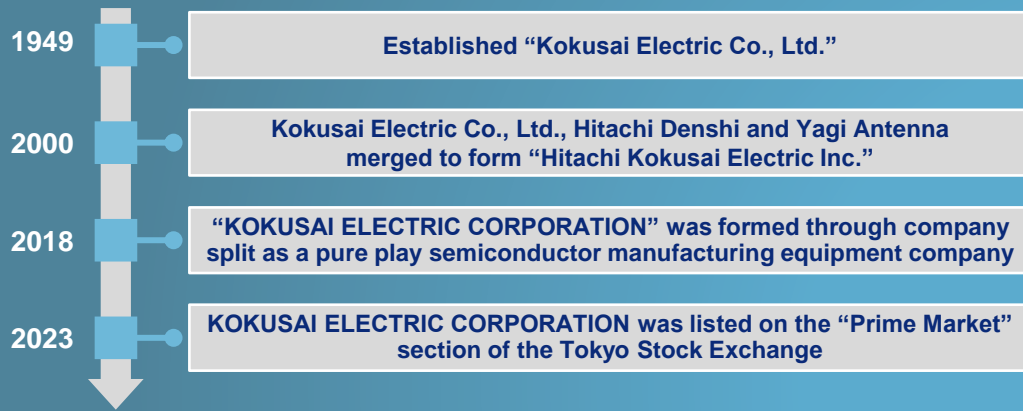 1949
Established “Kokusai Electric Co., Ltd.”
2000
Kokusai Electric Co., Ltd., Hitachi Denshi and Yagi Antenna
merged to form “Hitachi Kokusai Electric Inc.”
2018
“KOKUSAI ELECTRIC CORPORATION” was formed through company
split as a pure play semiconductor manufacturing equipment company
2023
KOKUSAI ELECTRIC CORPORATION was listed on the “Prime Market”
section of the Tokyo Stock Exchange